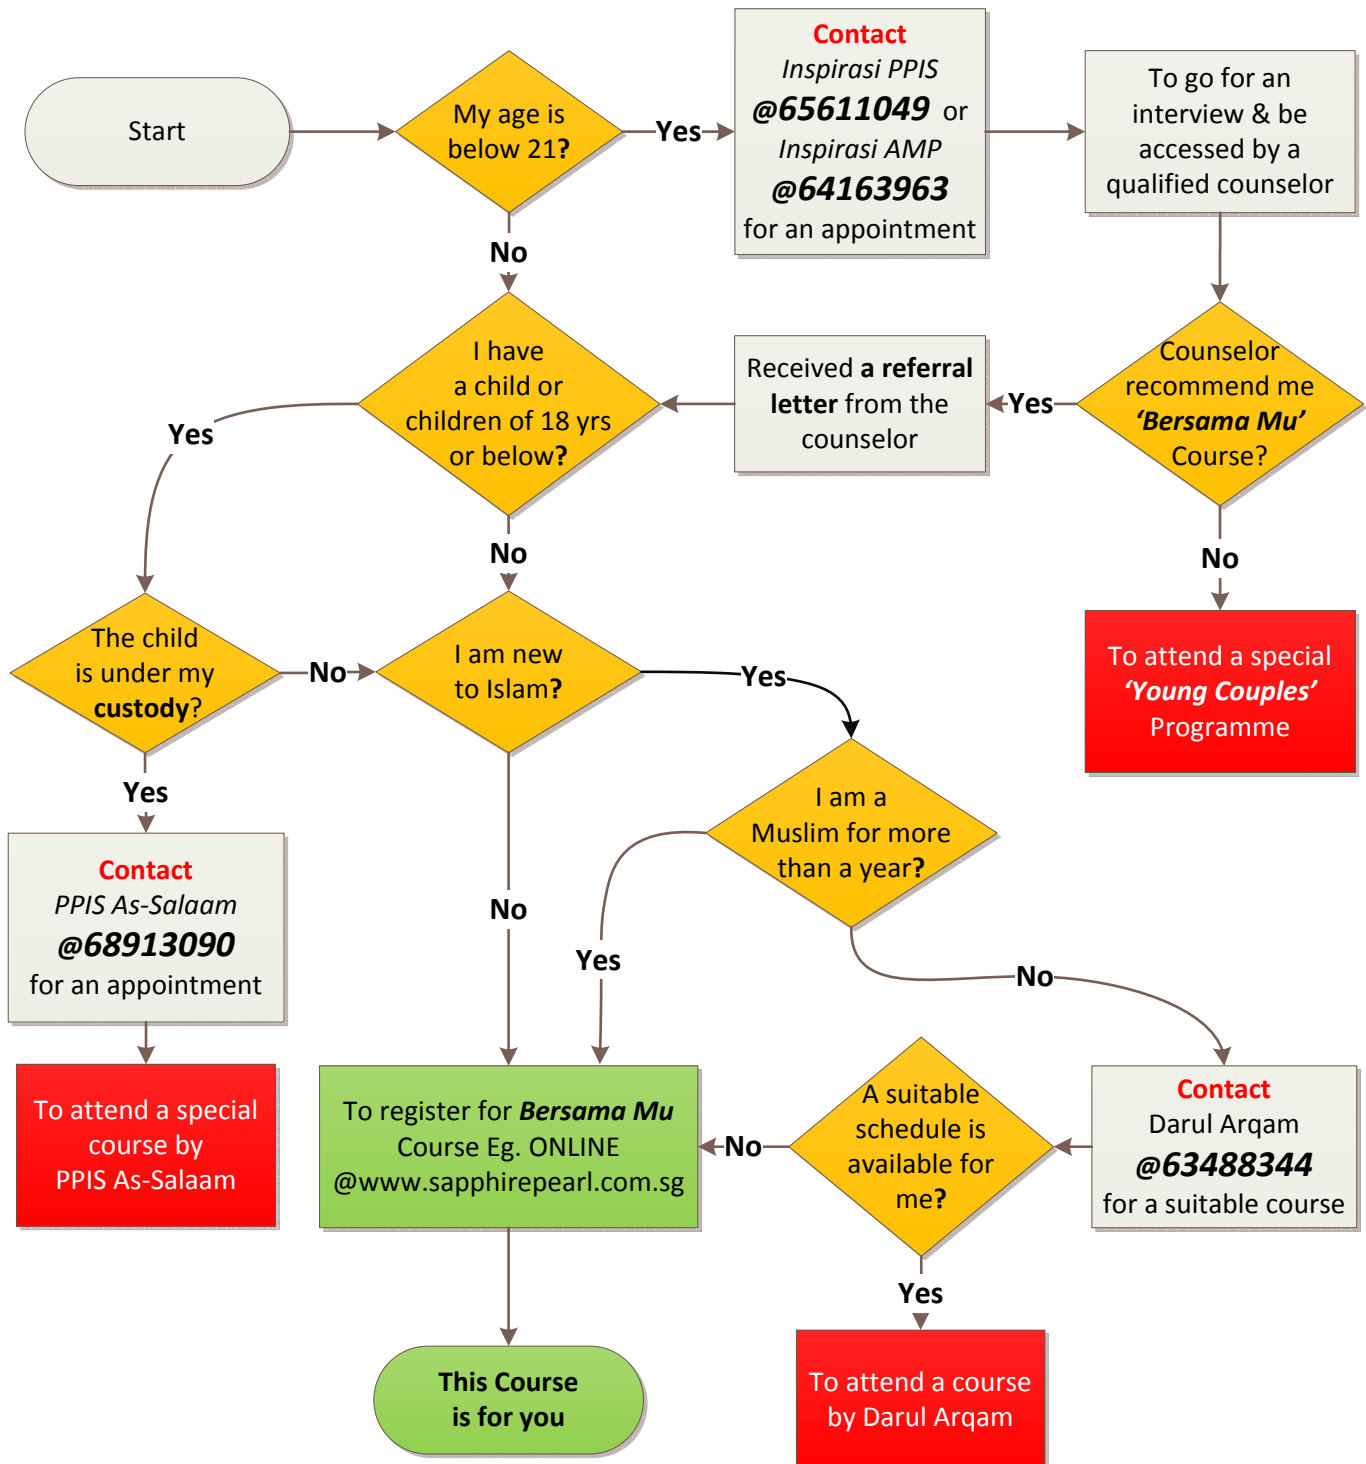 Start
My age is
below 21?
Yes
Contact
Inspirasi PPIS
@65611049 or
Inspirasi AMP
@64163963
for an appointment
To go for an
interview & be
accessed by a
qualified counselor
No
I have
a child or
children of 18 yrs
or below?
Received a referral
letter from the
counselor
Yes
Counselor
recommend me
‘Bersama Mu’
Course?
Yes
No
No
The child
is under my
custody?
No
I am new
to Islam?
Yes
To attend a special
‘Young Couples’
Programme
Yes
I am a
Muslim for more
than a year?
Contact
PPIS As-Salaam
@68913090
for an appointment
No
Yes
No
To attend a special
course by
PPIS As-Salaam
To register for Bersama Mu
Course Eg. ONLINE
@www.sapphirepearl.com.sg
No
A suitable
schedule is
available for
me?
Contact
Darul Arqam
@63488344
for a suitable course
Yes
This Course
is for you
To attend a course
by Darul Arqam